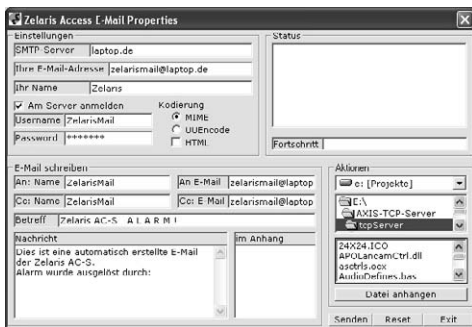 Zelaris Access E-Mail Properties
Einstellungen
SMTP-Server laptop.de
Ihre E-Mail-Adresse zelarismail@laptop.de
Ihr Name Zelaris
Am Server anmelden
Username ZelarisMail
Password *******
Kodierung
MIME
UUEncode
HTML
Status
Fortschritt
E-Mail schreiben
An: Name ZelarisMail An E-Mail zelarismail@laptop
Cc: Name ZelarisMail Cc: E-Mail zelarismail@laptop
Betreff Zelaris AC-S A L A R M !
Nachricht
Dies ist eine automatisch erstellte E-Mail
der Zelaris AC-S.
Alarm wurde ausgelöst durch:
im Anhang
Aktionen
e: [Projekte]
E:\
AXIS-TCP-Server
tcpServer
24X24.ICO
APOLancamCtrl.dll
asctrls.ocx
AudioDefines.bas
Datei anhängen
Senden Reset Exit